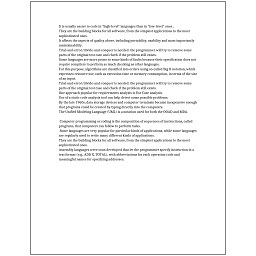 It is usually easier to code in "high-level" languages than in "low-level" ones.
They are the building blocks for all software, from the simplest applications to the most
sophisticated ones.
It affects the aspects of quality above, including portability, usability and most importantly
maintainability.
Trial-and-error/divide-and-conquer is needed: the programmer will try to remove some
parts of the original test case and check if the problem still exists.
Some languages are more prone to some kinds of faults because their specification does not
require compilers to perform as much checking as other languages.
For this purpose, algorithms are classified into orders using so-called Big O notation, which
expresses resource use, such as execution time or memory consumption, in terms of the size
of an input.
Trial-and-error/divide-and-conquer is needed: the programmer will try to remove some
parts of the original test case and check if the problem still exists.
One approach popular for requirements analysis is Use Case analysis.
Use of a static code analysis tool can help detect some possible problems.
By the late 1960s, data storage devices and computer terminals became inexpensive enough
that programs could be created by typing directly into the computers.
The Unified Modeling Language (UML) is a notation used for both the OOAD and MDA.
Computer programming or coding is the composition of sequences of instructions, called
programs, that computers can follow to perform tasks.
Some languages are very popular for particular kinds of applications, while some languages
are regularly used to write many different kinds of applications.
They are the building blocks for all software, from the simplest applications to the most
sophisticated ones.
Assembly languages were soon developed that let the programmer specify instruction in a
text format (e.g., ADD X, TOTAL), with abbreviations for each operation code and
meaningful names for specifying addresses.